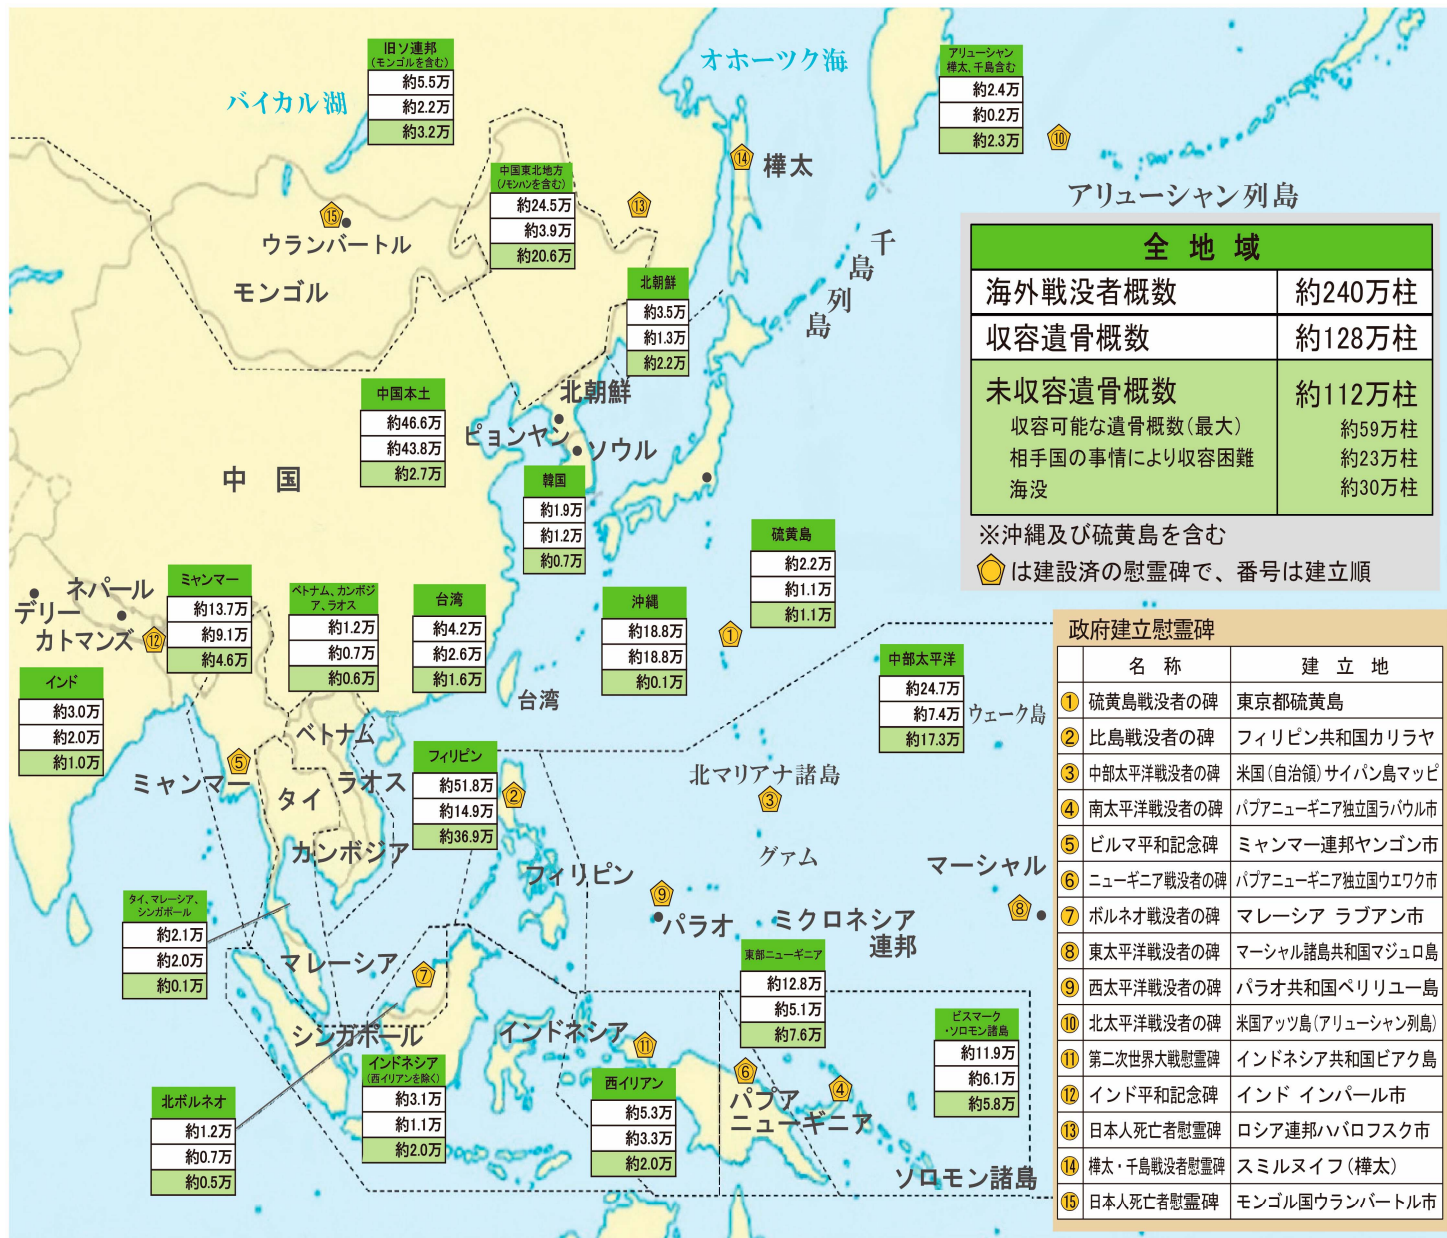 旧ソ連邦
(モンゴルを含む)
約5.5万
約2.2万
約3.2万
オホーツク海
バイカル湖
アリューシャン
樺太、千島含む
約2.4万
約0.2万
約2.3万
⑩
アリューシャン列島
⑭
樺太
千島列島
中国東北地方
(ノモンハンを含む)
約24.5万
約3.9万
約20.6万
⑬
⑮
ウランバートル
モンゴル
全地域
海外戦没者概数 約240万柱
収容遺骨概数 約128万柱
未収容遺骨概数 約112万柱
収容可能な遺骨概数(最大) 約59万柱
相手国の事情により収容困難 約23万柱
海没 約30万柱
※沖縄及び硫黄島を含む
は建設済の慰霊碑で、番号は建立順
北朝鮮
約3.5万
約1.3万
約2.2万
中国本土
約46.6万
約43.8万
約2.7万
北朝鮮
ピョンヤン
ソウル
中国
韓国
約1.9万
約1.2万
約0.7万
硫黄島
約2.2万
約1.1万
約1.1万
①
ネパール
デリー
カトマンズ
⑫
ミャンマー
約13.7万
約9.1万
約4.6万
ベトナム、カンボジ
ア、ラオス
約1.2万
約0.7万
約0.6万
台湾
約4.2万
約2.6万
約1.6万
沖縄
約18.8万
約18.8万
約0.1万
台湾
インド
約3.0万
約2.0万
約1.0万
中部太平洋
約24.7万
約7.4万
約17.3万
ウェーク島
ベトナム
⑤
ミャンマー
タイ
ラオス
カンボジア
フィリピン
約51.8万
約14.9万
約36.9万
②
フィリピン
北マリアナ諸島
③
グァム
マーシャル
⑧
⑨
パラオ
ミクロネシア
連邦
タイ、マレーシア、
シンガポール
約2.1万
約2.0万
約0.1万
マレーシア
⑦
シンガポール
インドネシア
⑪
東部ニューギニア
約12.8万
約5.1万
約7.6万
ビスマーク
・ソロモン諸島
約11.9万
約6.1万
約5.8万
北ボルネオ
約1.2万
約0.7万
約0.5万
インドネシア
(西イリアンを除く)
約3.1万
約1.1万
約2.0万
西イリアン
約5.3万
約3.3万
約2.0万
⑥
パプア
ニューギニア
④
ソロモン諸島
政府建立慰霊碑
名称 建立地
① 硫黄島戦没者の碑 東京都硫黄島
② 比島戦没者の碑 フィリピン共和国カリラヤ
③ 中部太平洋戦没者の碑 米国(自治領)サイパン島マッピ
④ 南太平洋戦没者の碑 パプアニューギニア独立国ラバウル市
⑤ ビルマ平和記念碑 ミャンマー連邦ヤンゴン市
⑥ ニューギニア戦没者の碑 パプアニューギニア独立国ウエワク市
⑦ ボルネオ戦没者の碑 マレーシア ラブアン市
⑧ 東太平洋戦没者の碑 マーシャル諸島共和国マジュロ島
⑨ 西太平洋戦没者の碑 パラオ共和国ペリリュー島
⑩ 北太平洋戦没者の碑 米国アッツ島(アリューシャン列島)
⑪ 第二次世界大戦慰霊碑 インドネシア共和国ビアク島
⑫ インド平和記念碑 インド インパール市
⑬ 日本人死亡者慰霊碑 ロシア連邦ハバロフスク市
⑭ 樺太・千島戦没者慰霊碑 スミルヌイフ(樺太)
⑮ 日本人死亡者慰霊碑 モンゴル国ウランバートル市